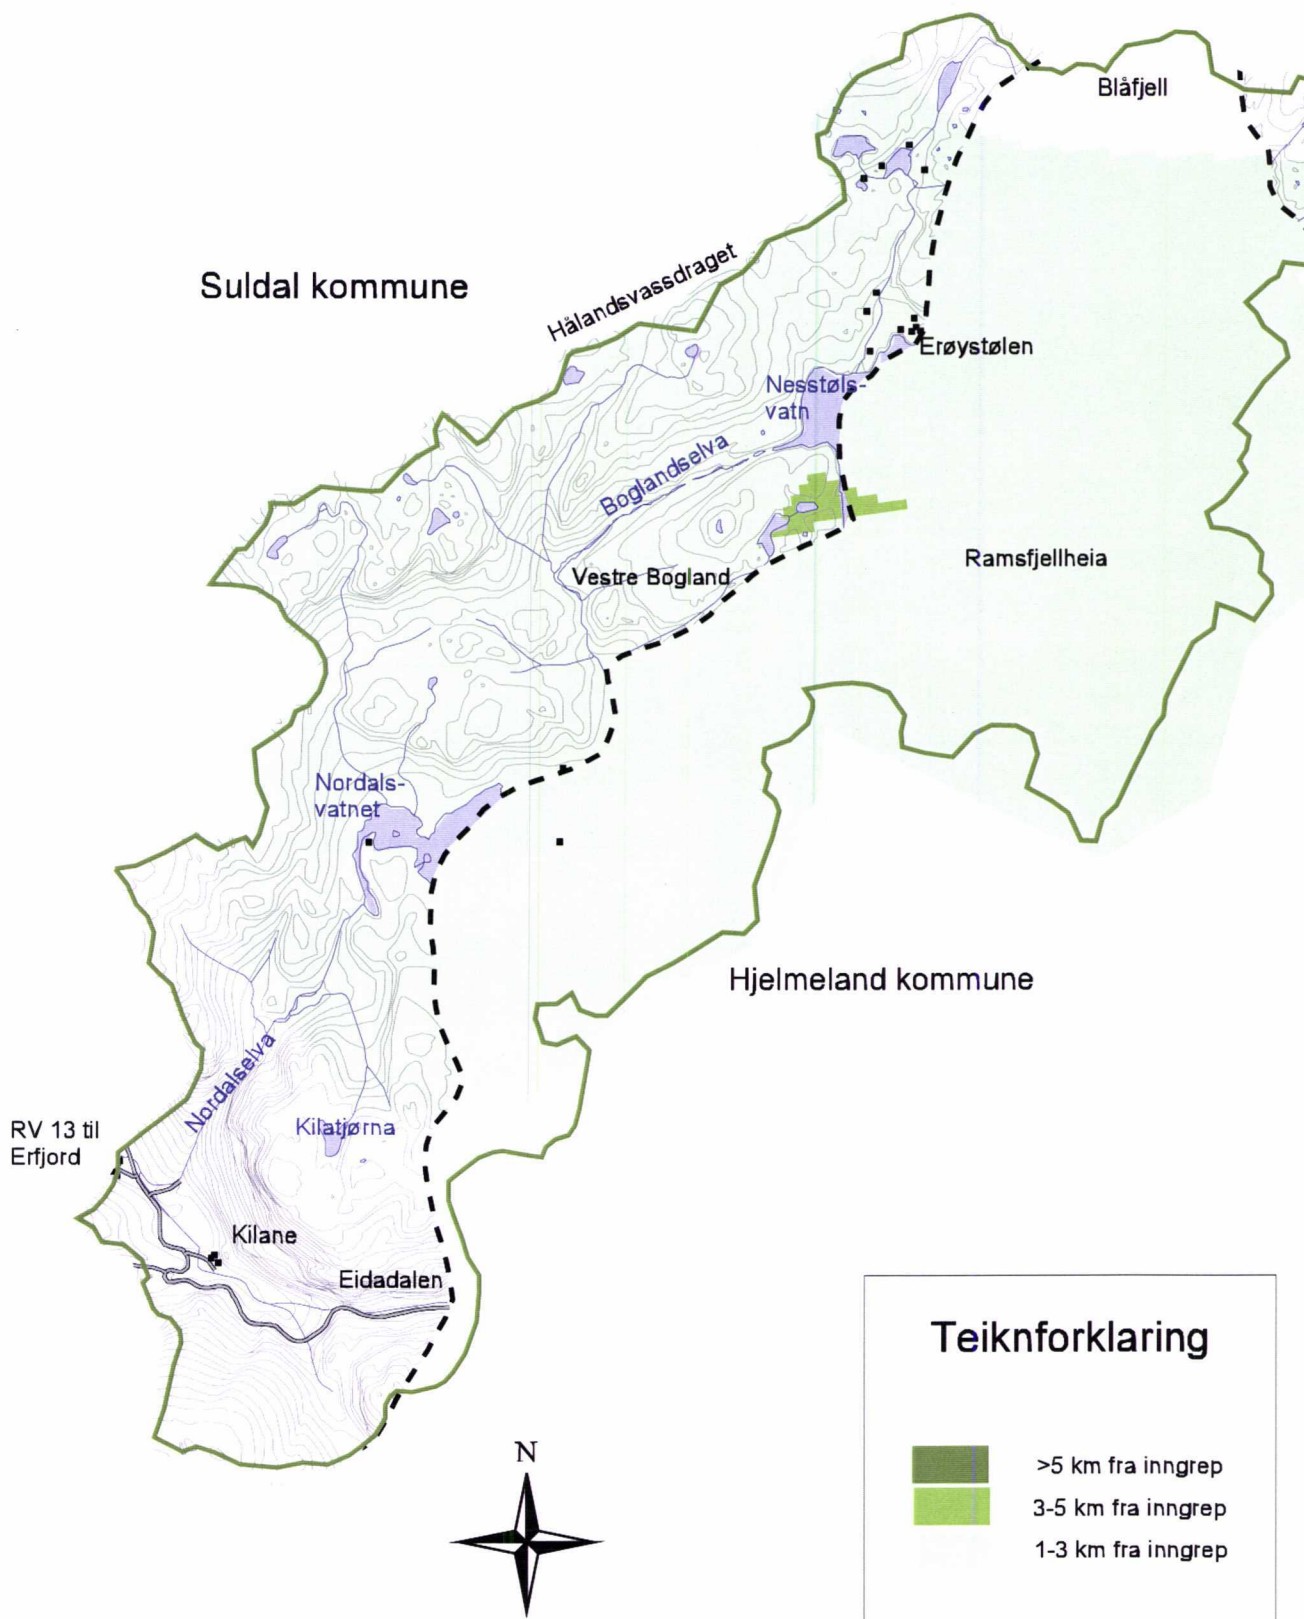 Blåfjell
Suldal kommune
Hålandsvassdraget
Erøystølen
Nesstøls-
vatn
Boglandselva
Ramsfjellheia
Vestre Bogland
Nordals-
vatnet
Hjelmeland kommune
Nordalselva
Kilatjørna
RV 13 til
Erfjord
Kilane
Eidadalen
N
Teiknforklaring
>5 km fra inngrep
3-5 km fra inngrep
1-3 km fra inngrep